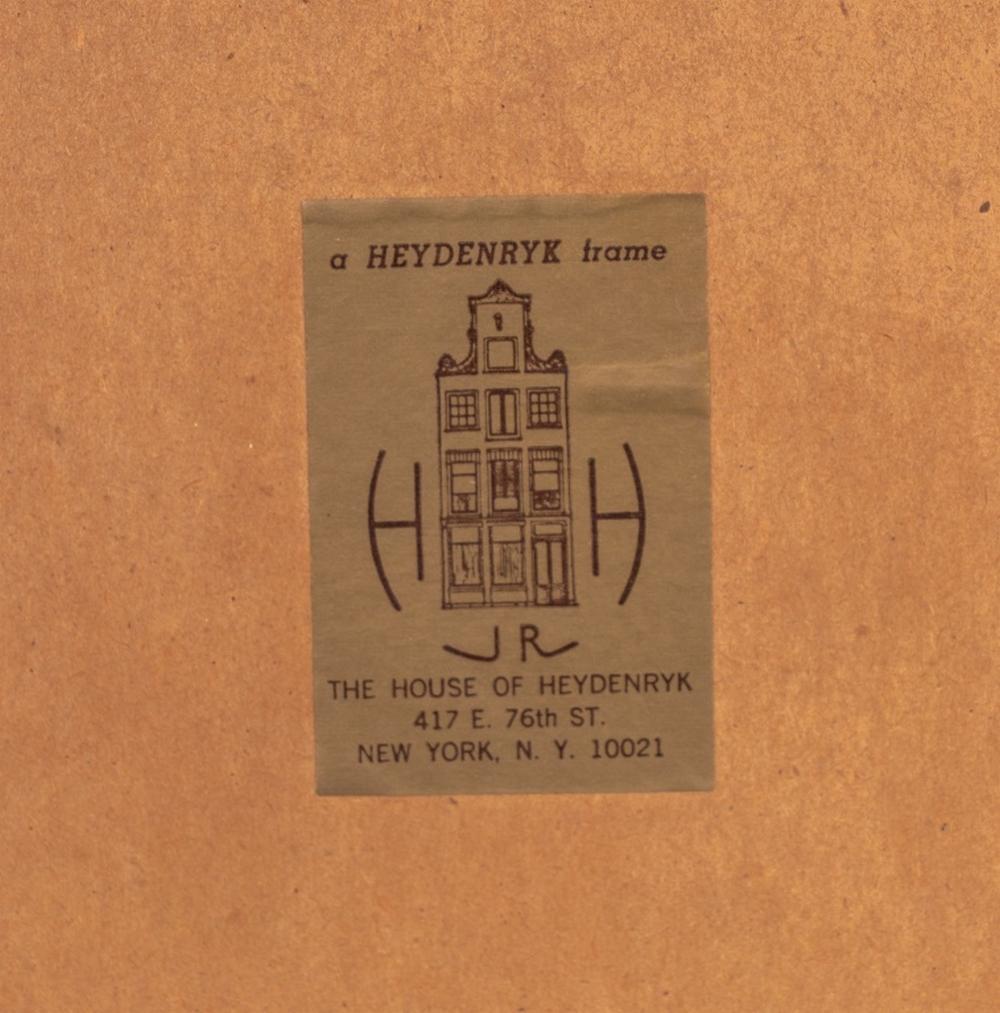 a HEYDENRYK frame
H H
JR
THE HOUSE OF HEYDENRYK
417 E. 76th ST.
NEW YORK, N. Y. 10021